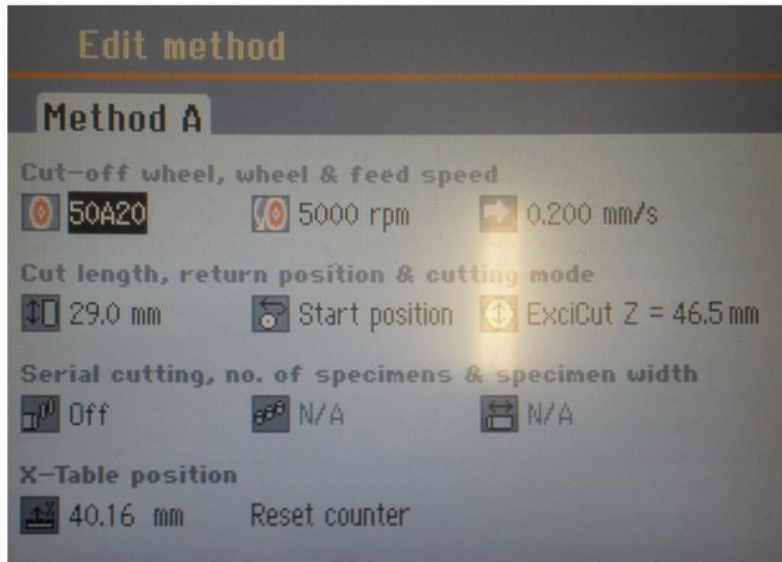 Edit method
Method A
Cut-off wheel, wheel & feed speed
50A20 5000 rpm 0.200 mm/s
Cut length, return position & cutting mode
29.0 mm Start position ExciCut Z = 46.5 mm
Serial cutting, no. of specimens & specimen width
Off N/A N/A
X-Table position
40.16 mm Reset counter